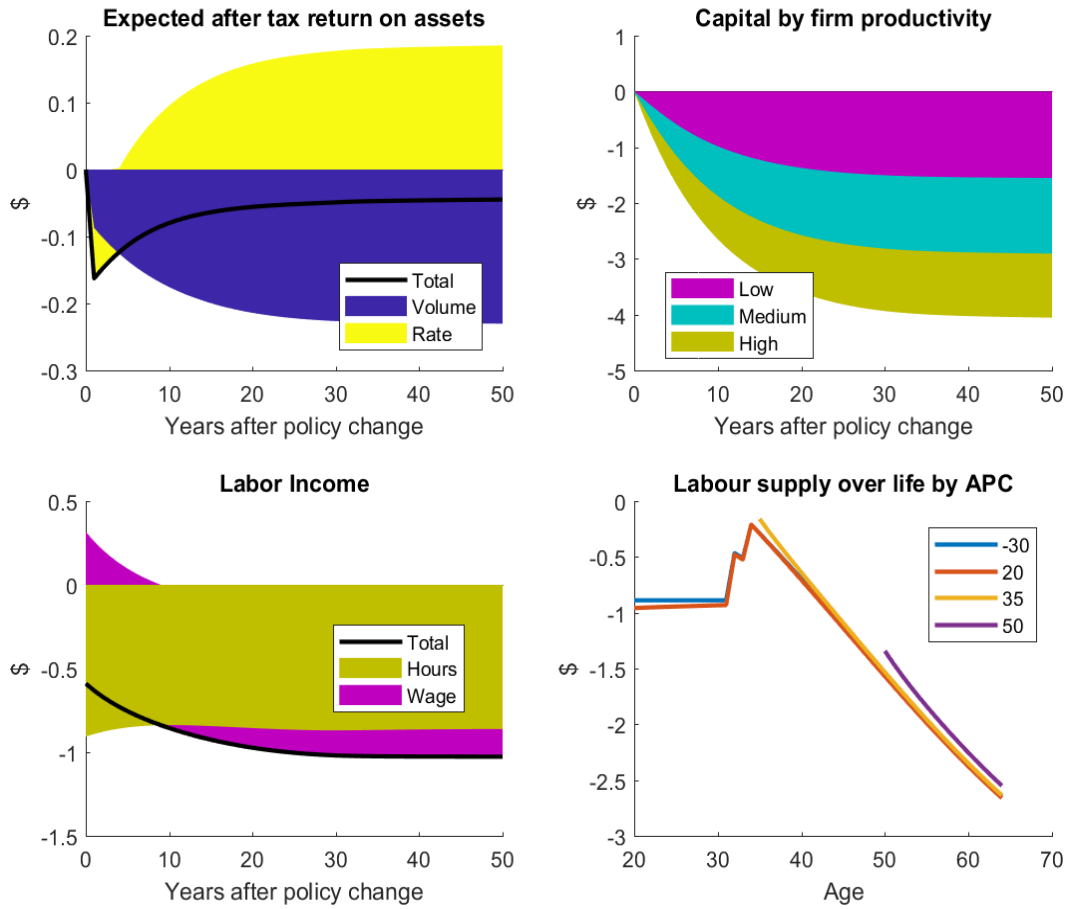 Expected after tax return on assets
0.2
0.1
0
-0.1
-0.2
-0.3
$
Total
Volume
Rate
0 10 20 30 40 50
Years after policy change
Capital by firm productivity
1
0
-1
-2
-3
-4
-5
$
Low
Medium
High
0 10 20 30 40 50
Years after policy change
Labor Income
0.5
0
-0.5
-1
-1.5
$
Total
Hours
Wage
0 10 20 30 40 50
Years after policy change
Labour supply over life by APC
0
-0.5
-1
-1.5
-2
-2.5
-3
$
-30
20
35
50
20 30 40 50 60 70
Age